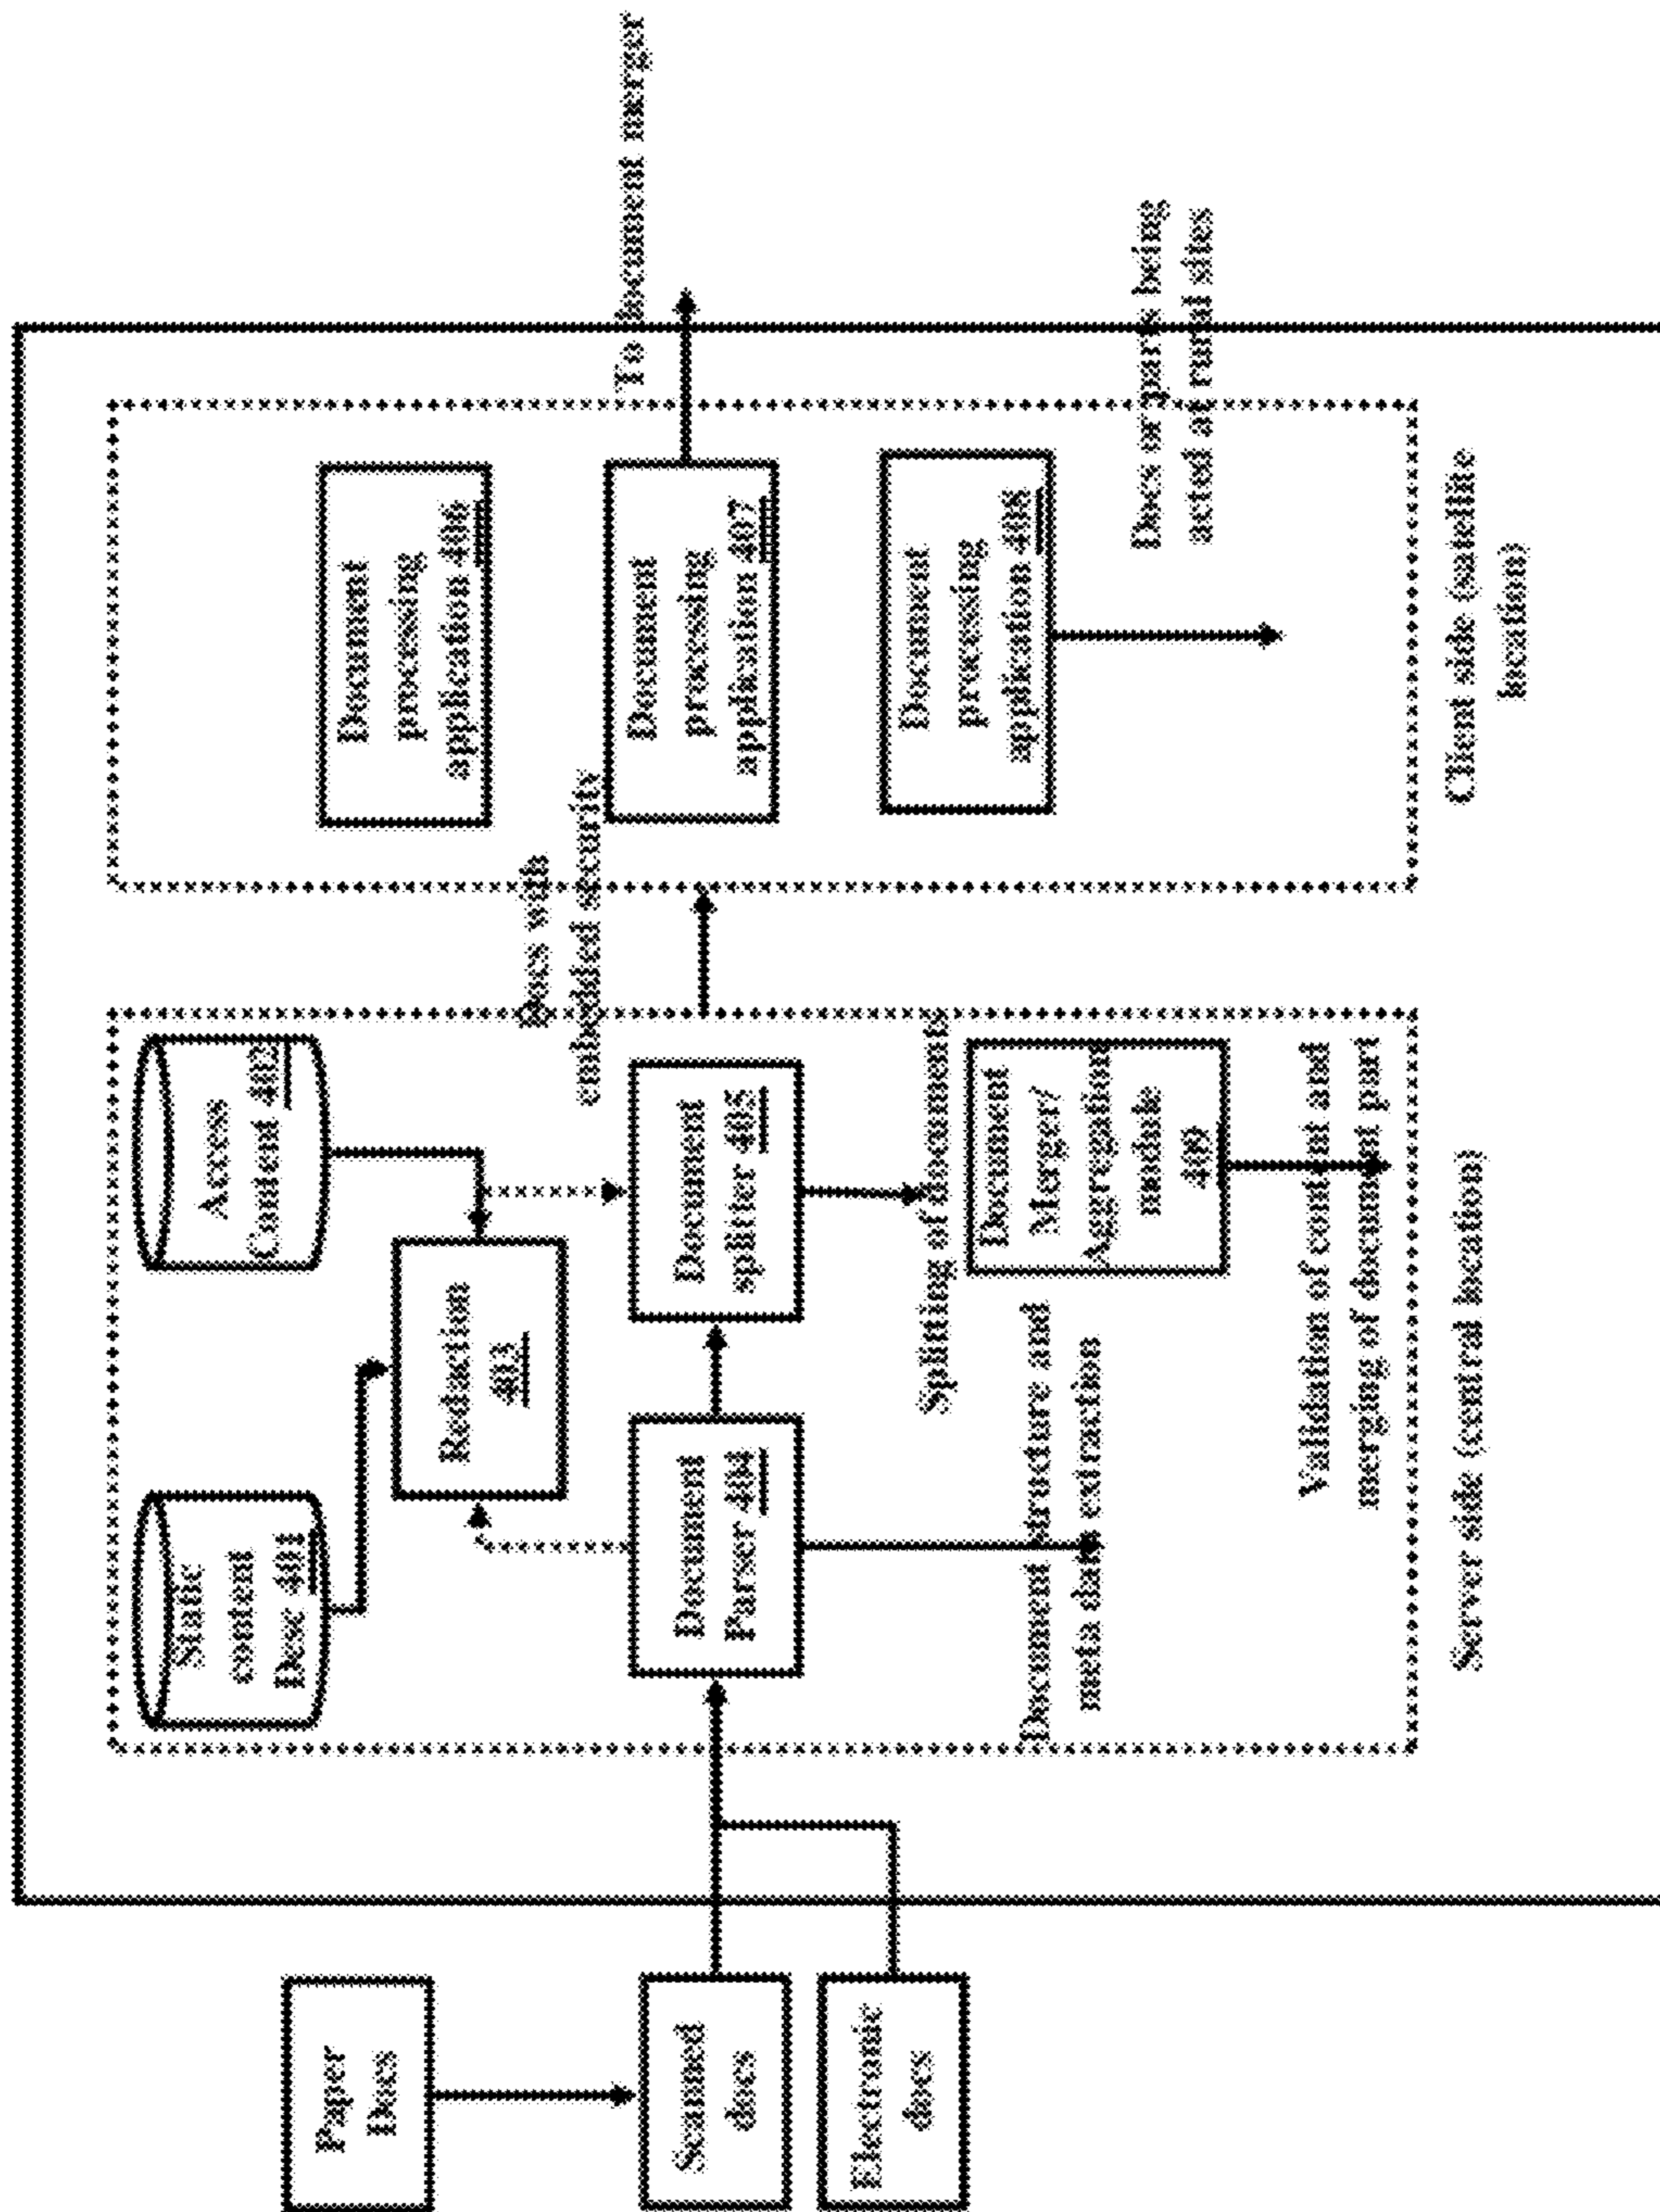 Paper
Docs
Scanned
docs
Electronic
docs
Static
content
Desc 401
Access
Content 402
Redaction
403
Document
Parser 404
Document
splitter 405
Document structure and
meta data extraction
Splitting of documents
Document
Merger/
Aggregation
module
409
Validation of content and
merging of document part
Server side (central location)
Docs with
embedded security
Document
processing
application 406
Document
processing
application 407
Document
processing
application 408
To document merger
Docs or parts being
acted at rural sites
Client side (satellite
location)